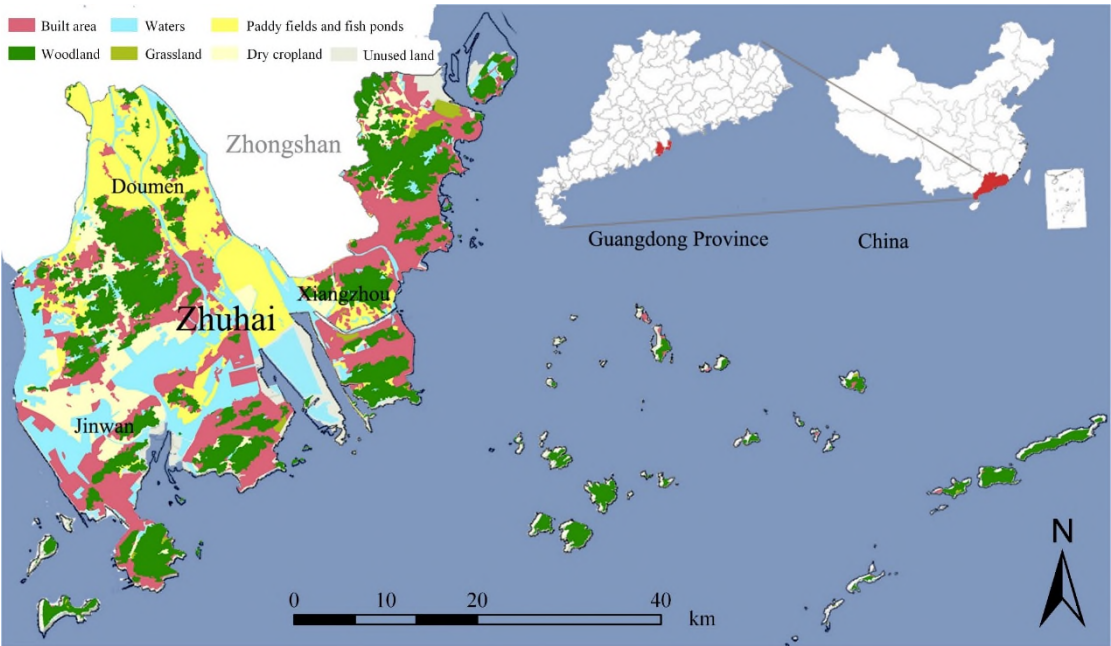 Built area Waters Paddy fields and fish ponds
Woodland Grassland Dry cropland Unused land
Zhongshan
Doumen
Guangdong Province China
Xiangzhou
Zhuhai
Jinwan
N
0 10 20 40
km